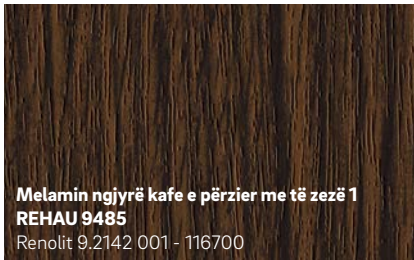 Melamin ngjyrë kafe e përzier me të zezë 1
REHAU 9485
Renolit 9.2142 001 - 116700